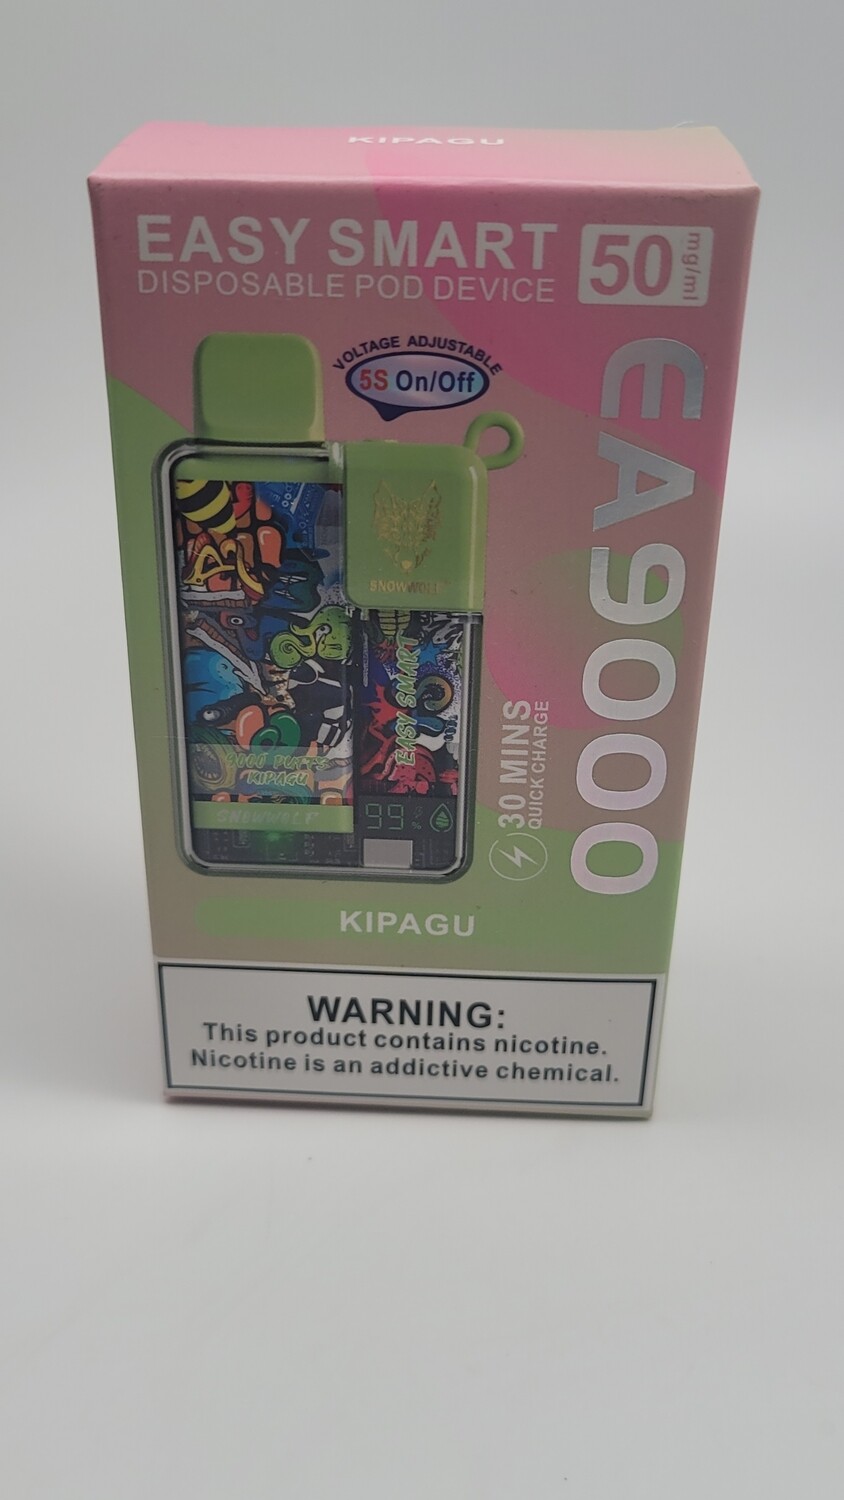 KIPAGU
EASY SMART
DISPOSABLE POD DEVICE
50
mg/ml
VOLTAGE ADJUSTABLE
5S On/Off
EA9000
SNOWWOLF
EASY SMART
9000 PUFFS
KIPAGU
SNOWWOLF
99
30 MINS
QUICK CHARGE
KIPAGU
WARNING:
This product contains nicotine.
Nicotine is an addictive chemical.